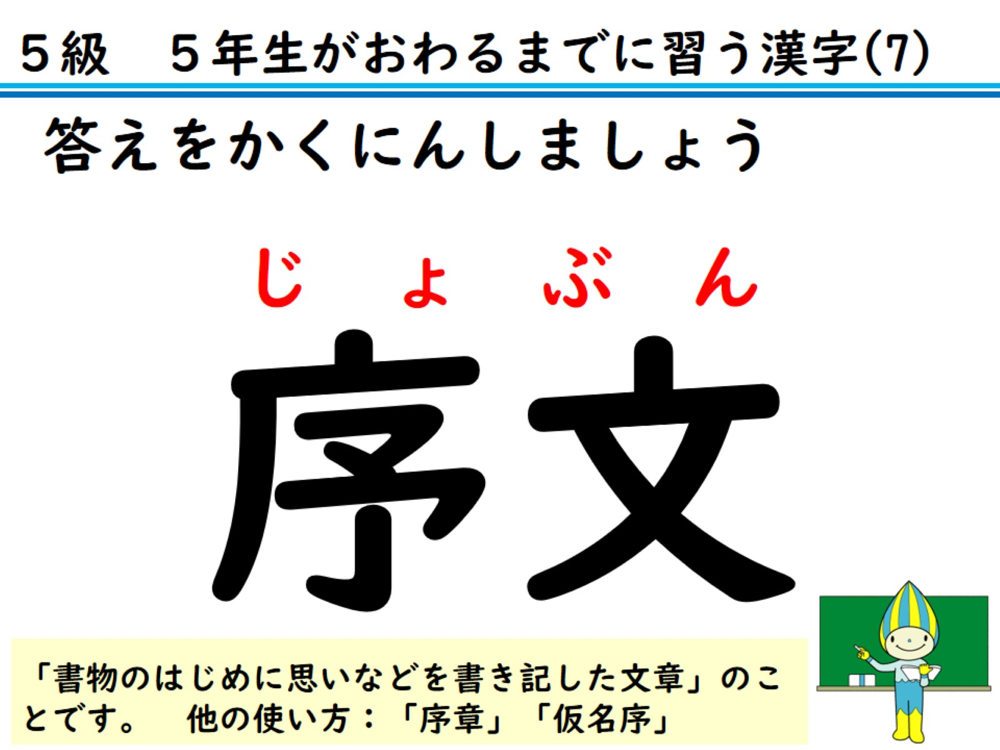 ５級　５年生がおわるまでに習う漢字(7)
答えをかくにんしましょう
じょぶん
序文
「書物のはじめに思いなどを書き記した文章」のこ
とです。　他の使い方：「序章」「仮名序」